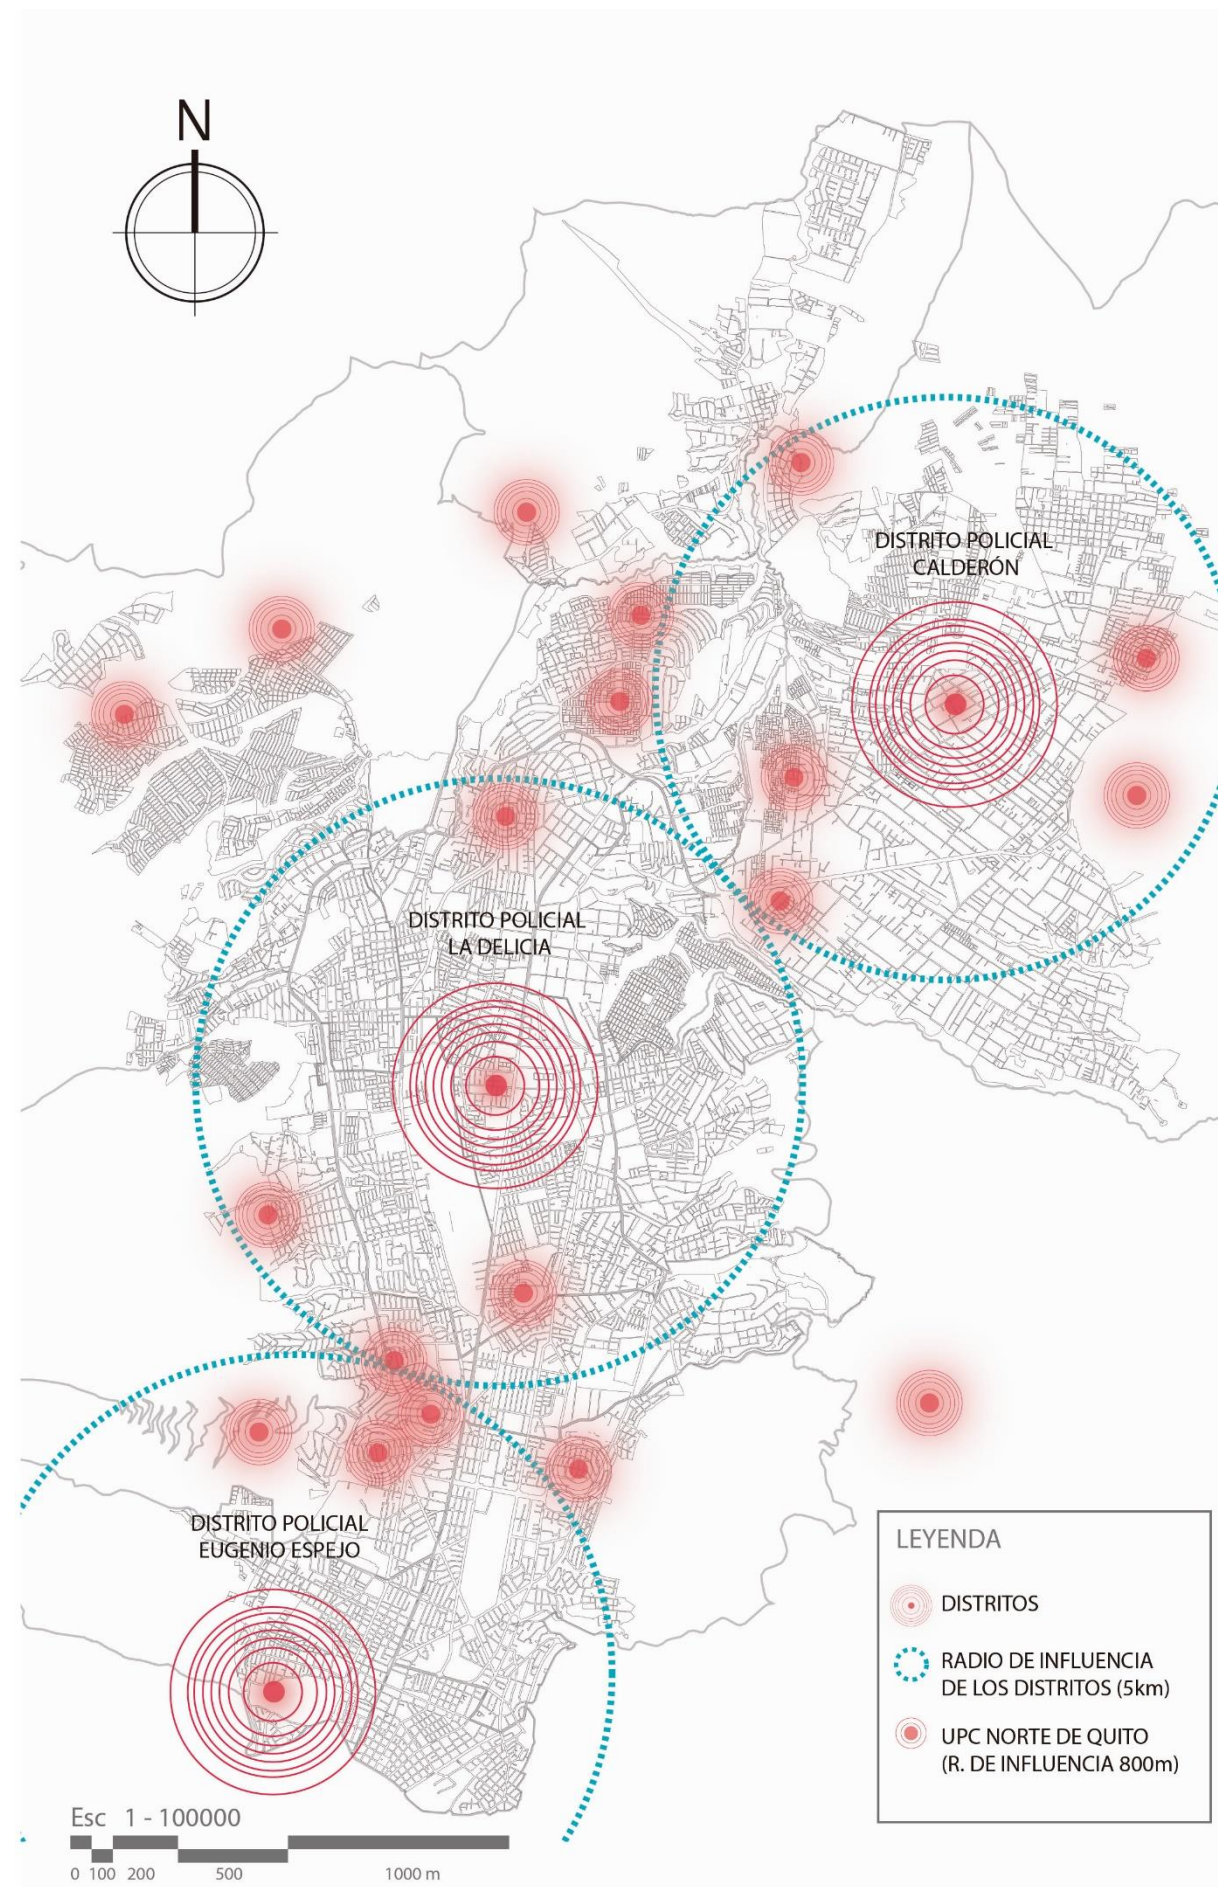 N
DISTRITO POLICIAL
CALDERÓN
DISTRITO POLICIAL
LA DELICIA
DISTRITO POLICIAL
EUGENIO ESPEJO
LEYENDA
DISTRITOS
RADIO DE INFLUENCIA
DE LOS DISTRITOS (5km)
UPC NORTE DE QUITO
(R. DE INFLUENCIA 800m)
Esc 1 - 100000
0 100 200 500 1000 m